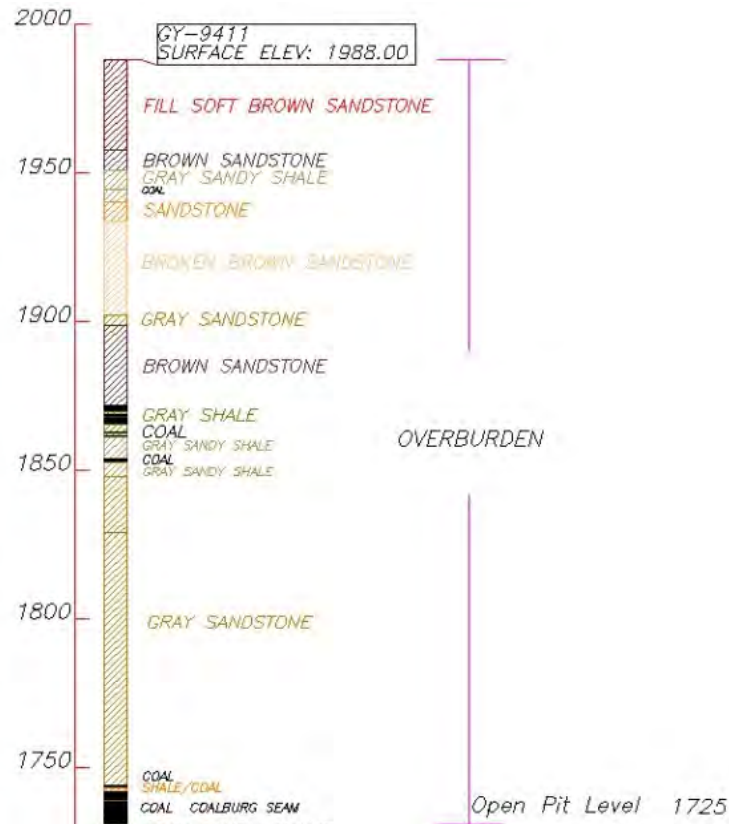 2000
GY-9411
SURFACE ELEV: 1988.00
FILL SOFT BROWN SANDSTONE
BROWN SANDSTONE
1950
GRAY SANDY SHALE
COAL
SANDSTONE
BROKEN BROWN SANDSTONE
1900
GRAY SANDSTONE
BROWN SANDSTONE
GRAY SHALE
COAL
OVERBURDEN
GRAY SANDY SHALE
COAL
1850
GRAY SANDY SHALE
1800
GRAY SANDSTONE
1750
COAL
SHALE/COAL
COAL COALBURG SEAM
Open Pit Level 1725